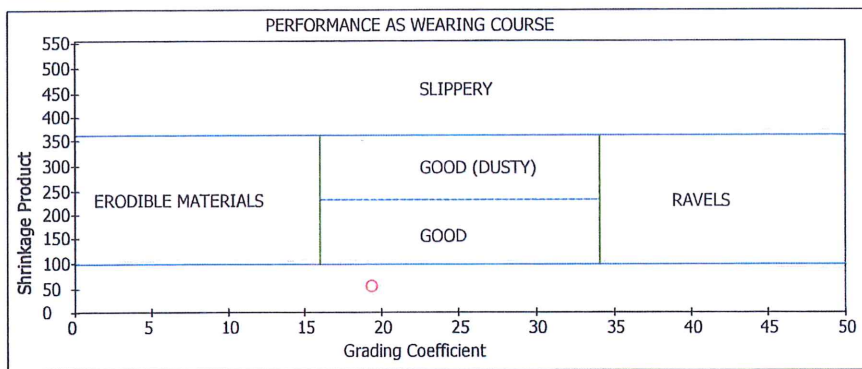 PERFORMANCE AS WEARING COURSE
550
500
450
400
350
300
250
200
150
100
50
0
Shrinkage Product
SLIPPERY
GOOD (DUSTY)
ERODIBLE MATERIALS
RAVELS
GOOD
0 5 10 15 20 25 30 35 40 45 50
Grading Coefficient